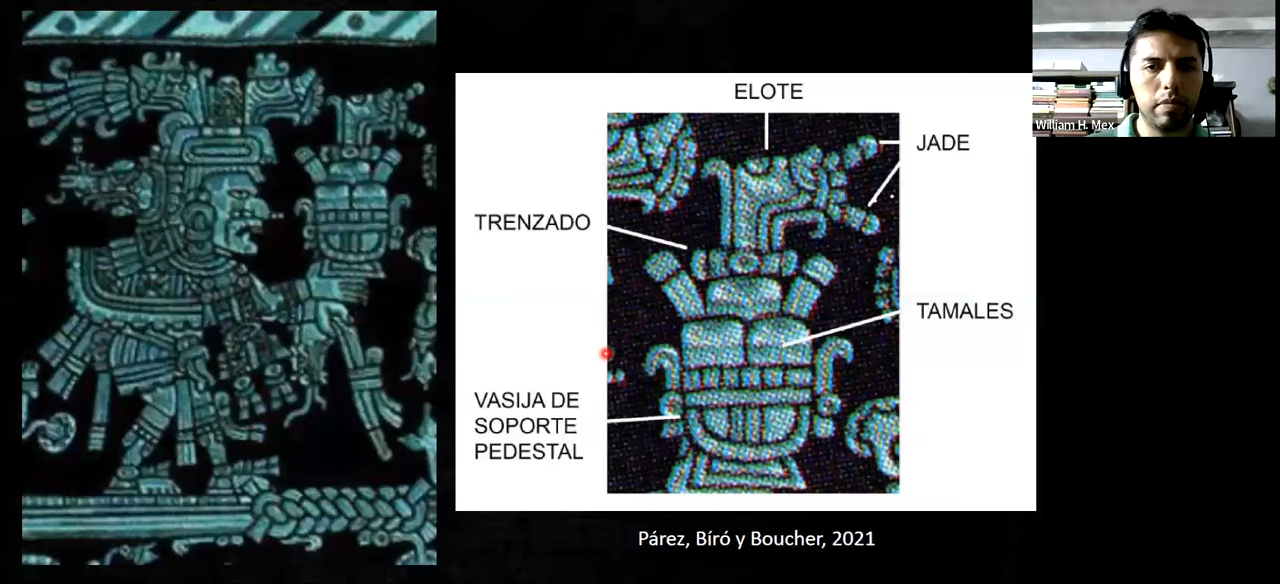 William H. Mex
ELOTE
JADE
TRENZADO
TAMALES
VASIJA DE
SOPORTE
PEDESTAL
Párez, Bíró y Boucher, 2021